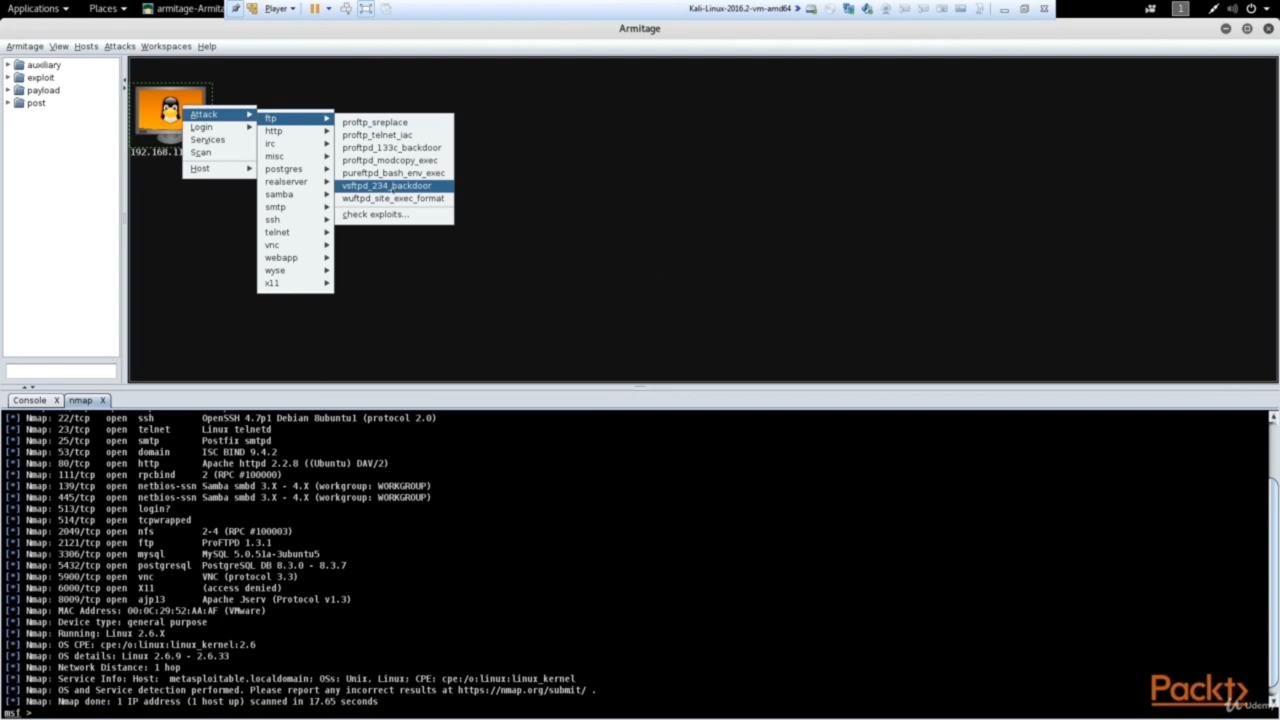 Applications Places armitage-Armita Player Kali-Linux-2016.2-vm-amd64 1
Armitage
Armitage View Hosts Attacks Workspaces Help
auxiliary
exploit
payload
post
192.168.11
Attack
Login
Services
Scan
Host
ftp
http
irc
misc
postgres
realserver
samba
smtp
ssh
telnet
vnc
webapp
wyse
x11
proftp_sreplace
proftp_telnet_iac
proftpd_133c_backdoor
proftpd_modcopy_exec
pureftpd_bash_env_exec
vsftpd_234_backdoor
wuftpd_site_exec_format
check exploits...
Console X nmap X
[*] Nmap: 22/tcp open ssh OpenSSH 4.7p1 Debian 8ubuntu1 (protocol 2.0)
[*] Nmap: 23/tcp open telnet Linux telnetd
[*] Nmap: 25/tcp open smtp Postfix smtpd
[*] Nmap: 53/tcp open domain ISC BIND 9.4.2
[*] Nmap: 80/tcp open http Apache httpd 2.2.8 ((Ubuntu) DAV/2)
[*] Nmap: 111/tcp open rpcbind 2 (RPC #100000)
[*] Nmap: 139/tcp open netbios-ssn Samba smbd 3.X - 4.X (workgroup: WORKGROUP)
[*] Nmap: 445/tcp open netbios-ssn Samba smbd 3.X - 4.X (workgroup: WORKGROUP)
[*] Nmap: 513/tcp open login?
[*] Nmap: 514/tcp open tcpwrapped
[*] Nmap: 2049/tcp open nfs 2-4 (RPC #100003)
[*] Nmap: 2121/tcp open ftp ProFTPD 1.3.1
[*] Nmap: 3306/tcp open mysql MySQL 5.0.51a-3ubuntu5
[*] Nmap: 5432/tcp open postgresql PostgreSQL DB 8.3.0 - 8.3.7
[*] Nmap: 5900/tcp open vnc VNC (protocol 3.3)
[*] Nmap: 6000/tcp open X11 (access denied)
[*] Nmap: 8009/tcp open ajp13 Apache Jserv (Protocol v1.3)
[*] Nmap: MAC Address: 00:0C:29:52:AA:AF (VMware)
[*] Nmap: Device type: general purpose
[*] Nmap: Running: Linux 2.6.X
[*] Nmap: OS CPE: cpe:/o:linux:linux_kernel:2.6
[*] Nmap: OS details: Linux 2.6.9 - 2.6.33
[*] Nmap: Network Distance: 1 hop
[*] Nmap: Service Info: Host: metasploitable.localdomain; OSs: Unix, Linux; CPE: cpe:/o:linux:linux_kernel
[*] Nmap: OS and Service detection performed. Please report any incorrect results at https://nmap.org/submit/ .
[*] Nmap: Nmap done: 1 IP address (1 host up) scanned in 17.65 seconds
msf >
Packt>
Udemy